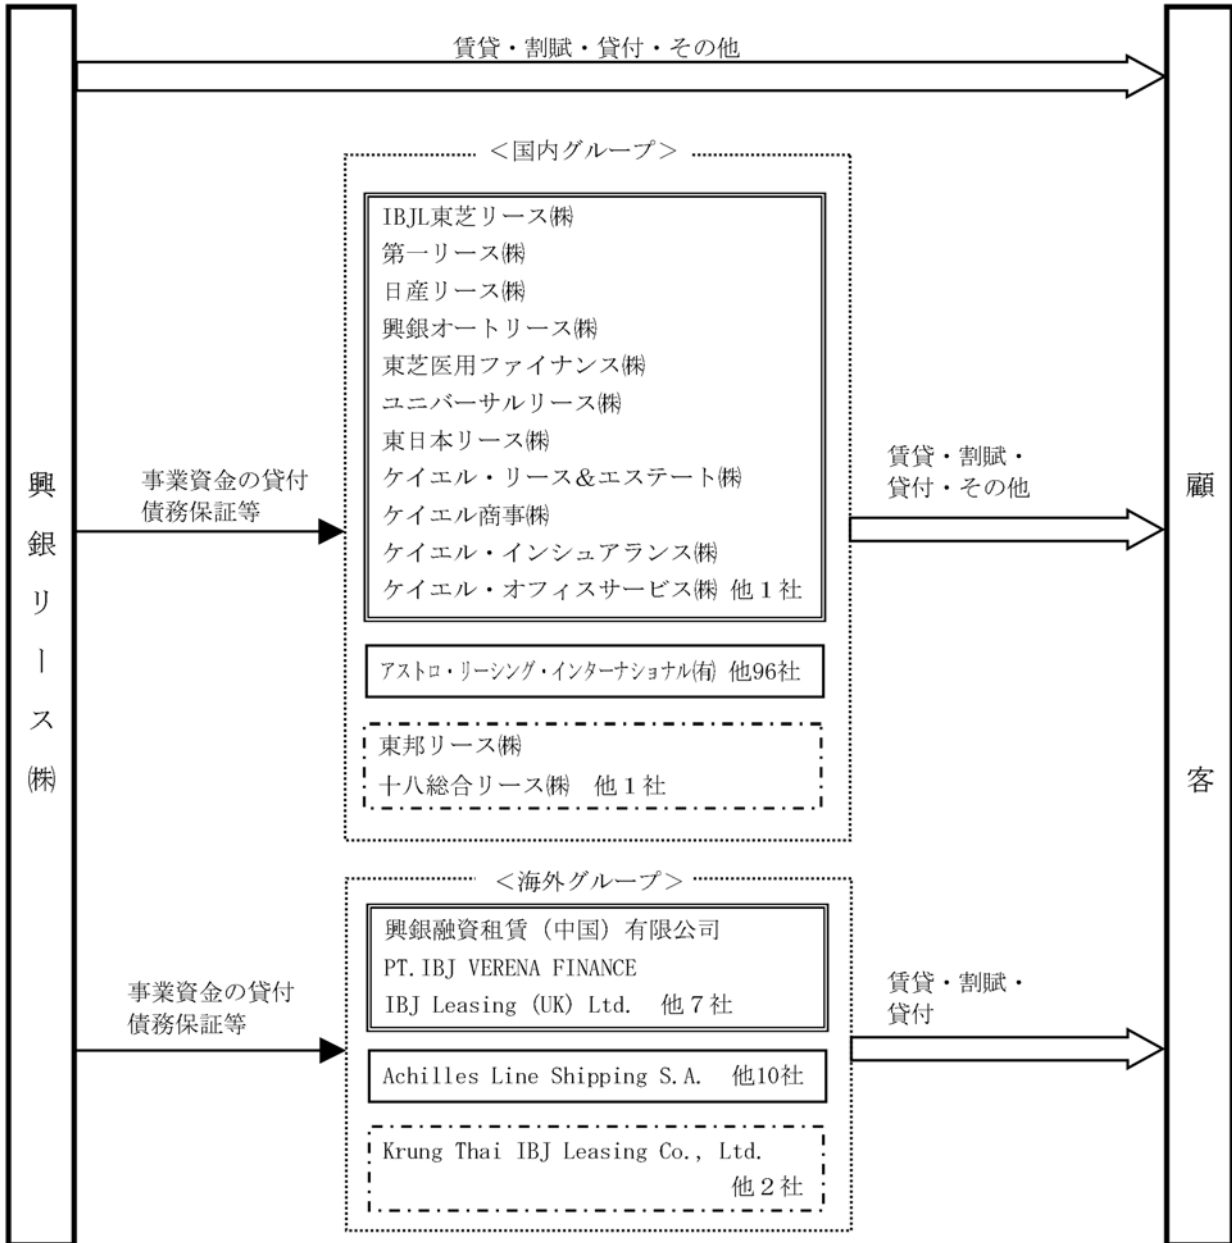 賃貸・割賦・貸付・その他
興銀リース㈱
＜国内グループ＞
IBJL東芝リース㈱
第一リース㈱
日産リース㈱
興銀オートリース㈱
東芝医用ファイナンス㈱
ユニバーサルリース㈱
東日本リース㈱
ケイエル・リース＆エステート㈱
ケイエル商事㈱
ケイエル・インシュアランス㈱
ケイエル・オフィスサービス㈱ 他１社
アストロ・リーシング・インターナショナル㈲ 他96社
東邦リース㈱
十八総合リース㈱　他１社
事業資金の貸付
債務保証等
賃貸・割賦・
貸付・その他
顧客
＜海外グループ＞
興銀融資租賃（中国）有限公司
PT.IBJ VERENA FINANCE
IBJ Leasing (UK) Ltd.　他７社
Achilles Line Shipping S.A.　他10社
Krung Thai IBJ Leasing Co., Ltd.
他２社
事業資金の貸付
債務保証等
賃貸・割賦・
貸付